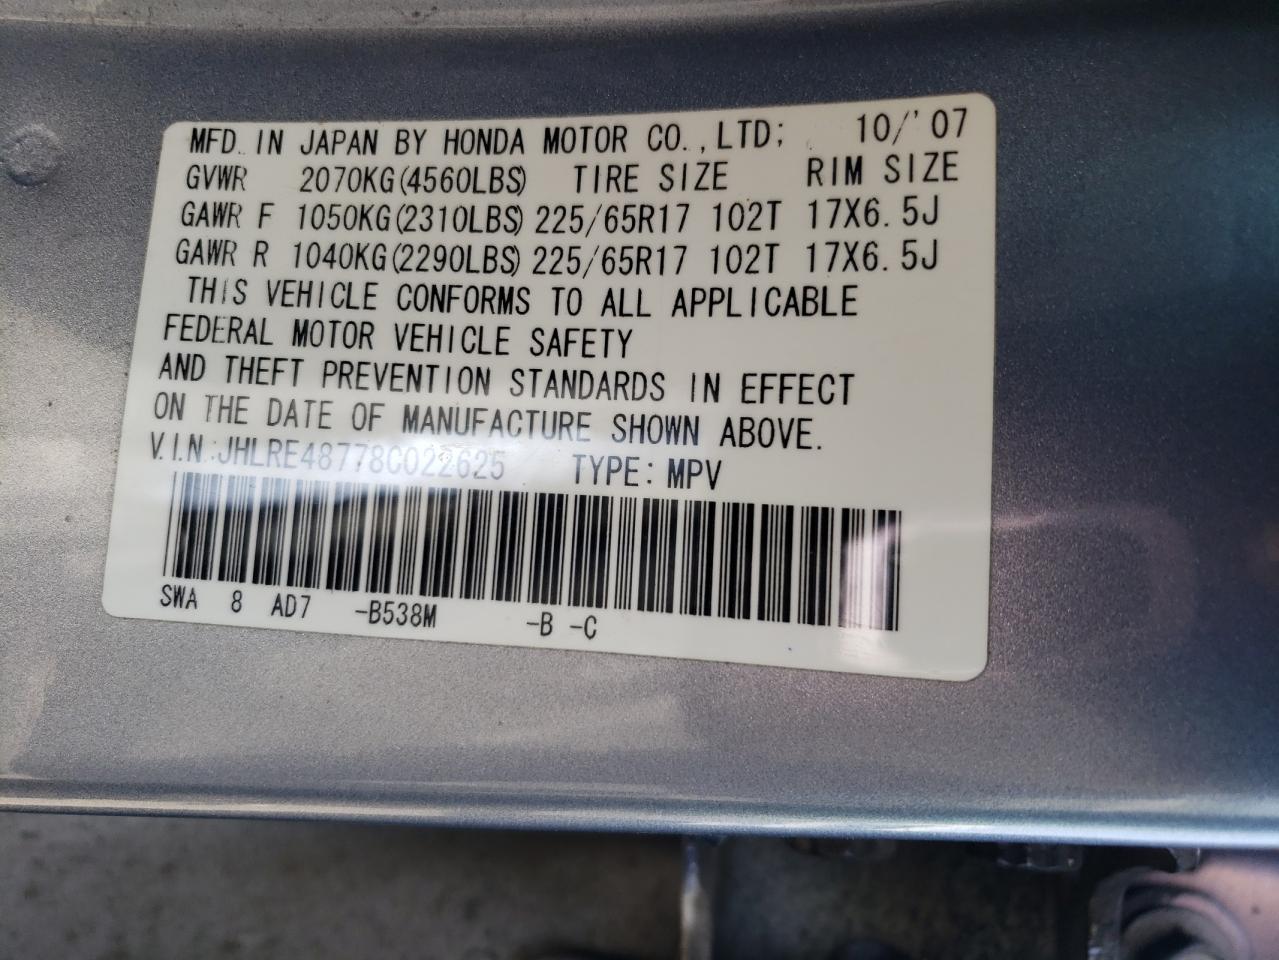 MFD. IN JAPAN BY HONDA MOTOR CO.,LTD; 10/'07
GVWR 2070KG(4560LBS) TIRE SIZE RIM SIZE
GAWR F 1050KG(2310LBS) 225/65R17 102T 17X6.5J
GAWR R 1040KG(2290LBS) 225/65R17 102T 17X6.5J
THIS VEHICLE CONFORMS TO ALL APPLICABLE
FEDERAL MOTOR VEHICLE SAFETY
AND THEFT PREVENTION STANDARDS IN EFFECT
ON THE DATE OF MANUFACTURE SHOWN ABOVE.
V.I.N: JHLRE48778C022625 TYPE: MPV
SWA 8 AD7 -B538M -B -C